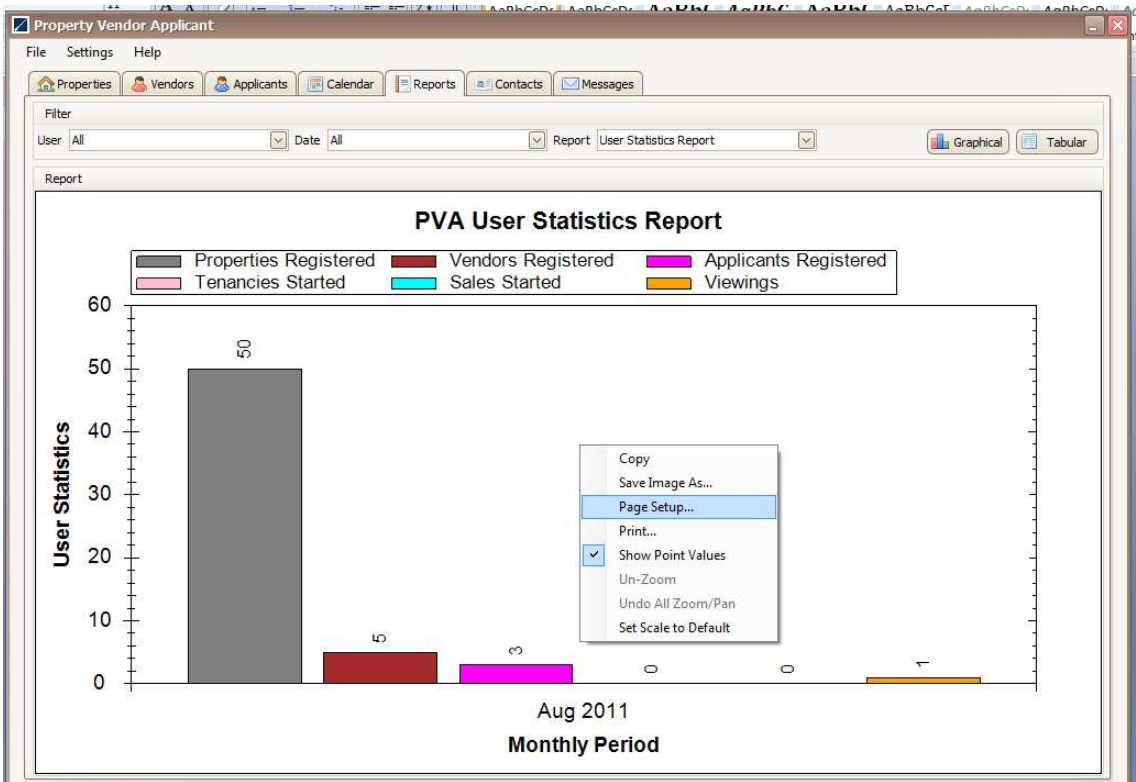 Property Vendor Applicant
File Settings Help
Properties Vendors Applicants Calendar Reports Contacts Messages
Filter
User All Date All Report User Statistics Report Graphical Tabular
Report
PVA User Statistics Report
Properties Registered Vendors Registered Applicants Registered
Tenancies Started Sales Started Viewings
User Statistics
60
50
40
30
20
10
0
50
5
3
0
0
1
Copy
Save Image As...
Page Setup...
Print...
Show Point Values
Un-Zoom
Undo All Zoom/Pan
Set Scale to Default
Aug 2011
Monthly Period